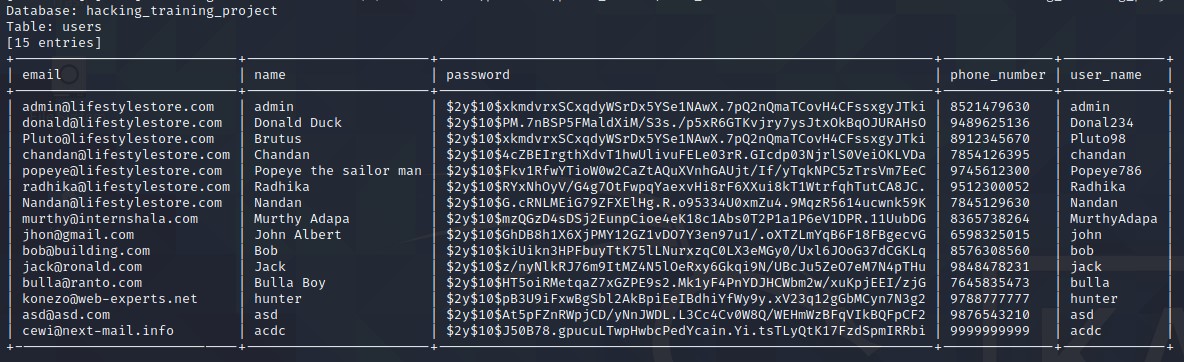 Database: hacking_training_project
Table: users
[15 entries]
| email | name | password | phone_number | user_name |
| admin@lifestylestore.com | admin | $2y$10$xkmdvrxSCxqdyWSrDx5YSe1NAwX.7pQ2nQmaTCovH4CFssxgyJTki | 8521479630 | admin |
| donald@lifestylestore.com | Donald Duck | $2y$10$PM.7nBSP5FMaldXiM/S3s./p5xR6GTKvjry7ysJtxOkBqOJURAHsO | 9489625136 | Donal234 |
| Pluto@lifestylestore.com | Brutus | $2y$10$xkmdvrxSCxqdyWSrDx5YSe1NAwX.7pQ2nQmaTCovH4CFssxgyJTki | 8912345670 | Pluto98 |
| chandan@lifestylestore.com | Chandan | $2y$10$4cZBEIrgthXdvT1hwUlivuFELe03rR.GIcdp03NjrlS0VeiOKLVDa | 7854126395 | chandan |
| popeye@lifestylestore.com | Popeye the sailor man | $2y$10$Fkv1RfwYTioW0w2CaZtAQuXVnhGAUjt/If/yTqkNPC5zTrsVm7EeC | 9745612300 | Popeye786 |
| radhika@lifestylestore.com | Radhika | $2y$10$RYxNhOyV/G4g7OtFwpqYaexvHi8rF6XXui8kT1WtrfqhTutCA8JC. | 9512300052 | Radhika |
| Nandan@lifestylestore.com | Nandan | $2y$10$G.cRNLMEiG79ZFXElHg.R.o95334U0xmZu4.9MqzR5614ucwnk59K | 7845129630 | Nandan |
| murthy@internshala.com | Murthy Adapa | $2y$10$mzQGzD4sDSj2EunpCioe4eK18c1Abs0T2P1a1P6eV1DPR.11UubDG | 8365738264 | MurthyAdapa |
| jhon@gmail.com | John Albert | $2y$10$GhDB8h1X6XjPMY12GZ1vDO7Y3en97u1/.oXTZLmYqB6F18FBgecvG | 6598325015 | john |
| bob@building.com | Bob | $2y$10$kiUikn3HPFbuyTtK75lLNurxzqC0LX3eMGy0/Uxl6JOoG37dCGKLq | 8576308560 | bob |
| jack@ronald.com | Jack | $2y$10$z/nyNlkRJ76m9ItMZ4N5lOeRxy6Gkqi9N/UBcJu5ZeO7eM7N4pTHu | 9848478231 | jack |
| bulla@ranto.com | Bulla Boy | $2y$10$HT5oiRMetqaZ7xGZPE9s2.Mk1yF4PnYDJHCWbm2w/xuKpjEEI/zjG | 7645835473 | bulla |
| konezo@web-experts.net | hunter | $2y$10$pB3U9iFxwBgSbl2AkBpiEeIBdhiYfWy9y.xV23q12gGbMCyn7N3g2 | 9788777777 | hunter |
| asd@asd.com | asd | $2y$10$At5pFZnRWpjCD/yNnJWDL.L3Cc4Cv0W8Q/WEHmWzBFqVIkBQFpCF2 | 9876543210 | asd |
| cewi@next-mail.info | acdc | $2y$10$J50B78.gpucuLTwpHwbcPedYcain.Yi.tsTLyQtK17FzdSpmIRRbi | 9999999999 | acdc |